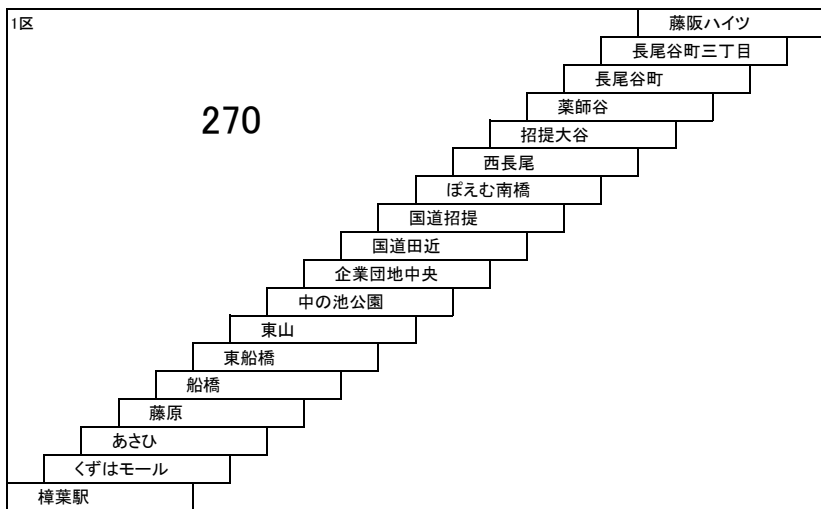 1区
藤阪ハイツ
長尾谷町三丁目
長尾谷町
薬師谷
270
招提大谷
西長尾
ぽえむ南橋
国道招提
国道田近
企業団地中央
中の池公園
東山
東船橋
船橋
藤原
あさひ
くずはモール
樟葉駅